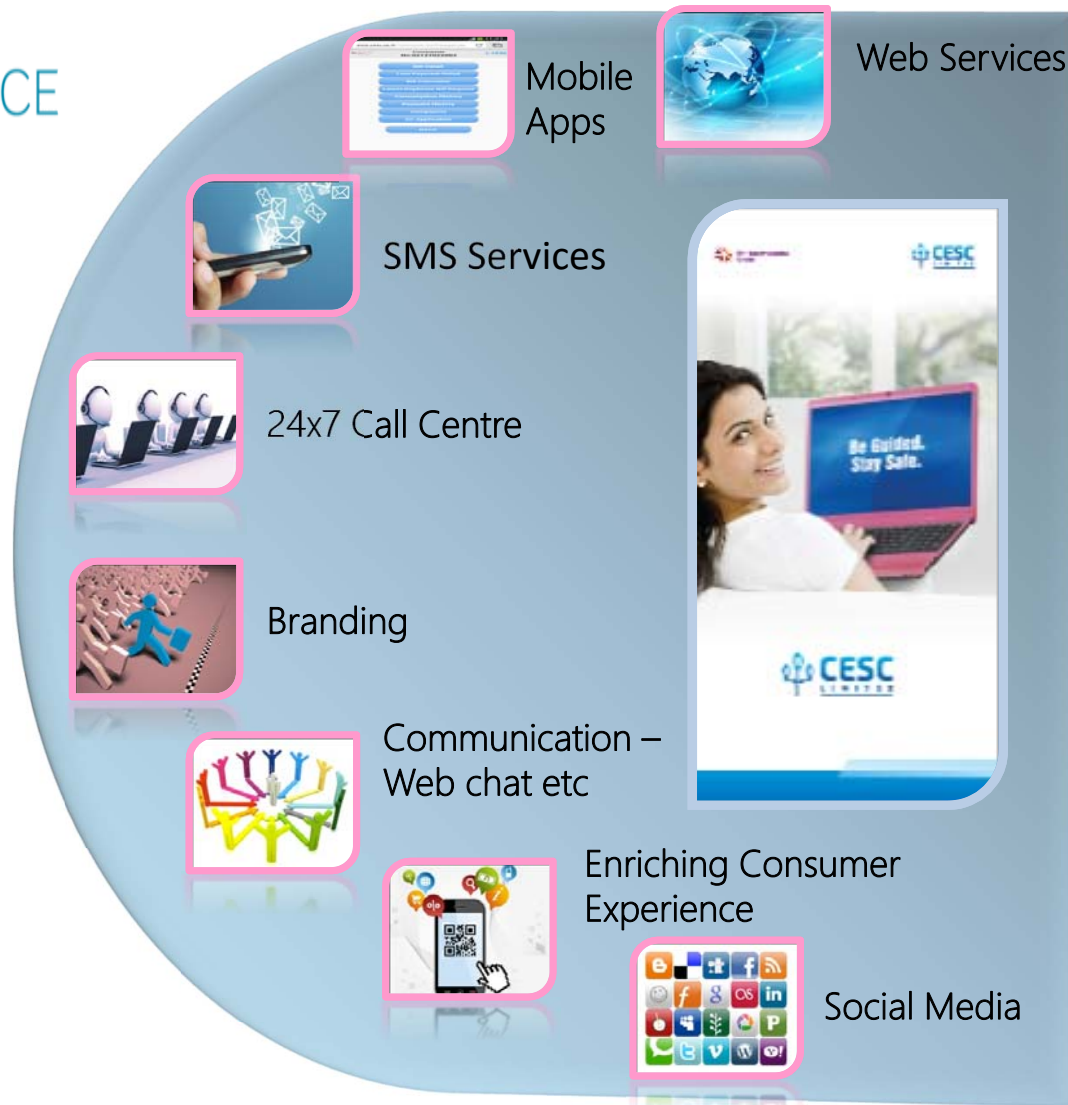 CE
Mobile
Apps
Web Services
SMS Services
CESC
LIMITED
24x7 Call Centre
Be Guided.
Stay Safe.
Branding
CESC
LIMITED
Communication –
Web chat etc
Enriching Consumer
Experience
Social Media